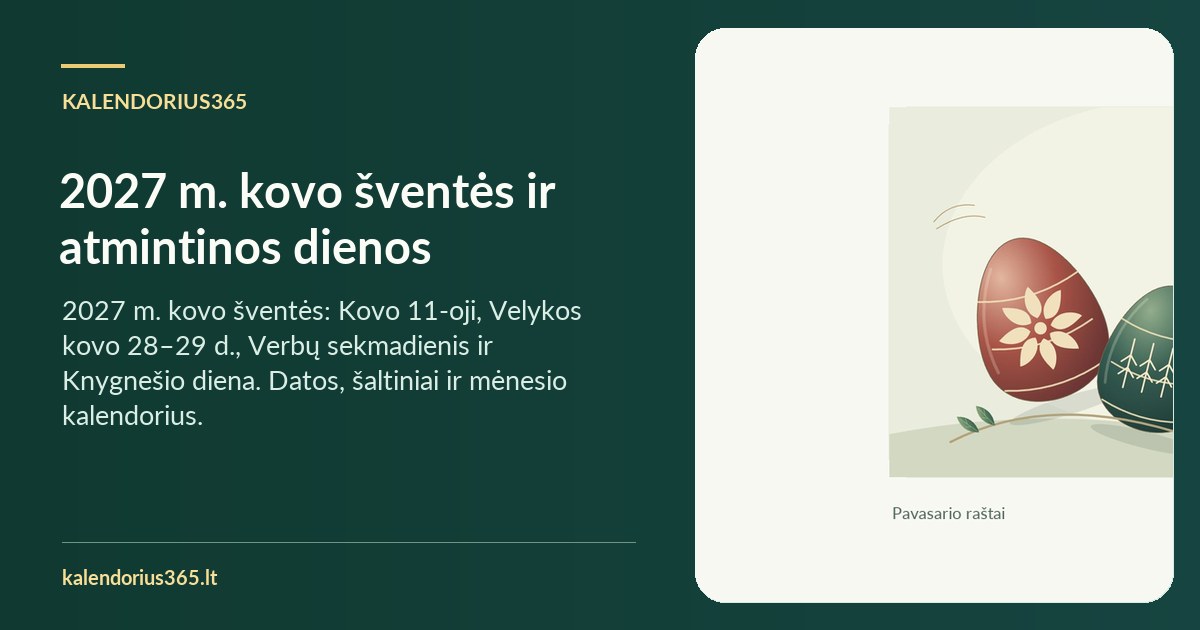 KALENDORIUS365
2027 m. kovo šventės ir
atmintinos dienos
2027 m. kovo šventės: Kovo 11-oji, Velykos
kovo 28–29 d., Verbų sekmadienis ir
Knygnešio diena. Datos, šaltiniai ir mėnesio
kalendorius.
kalendorius365.lt
Pavasario raštai